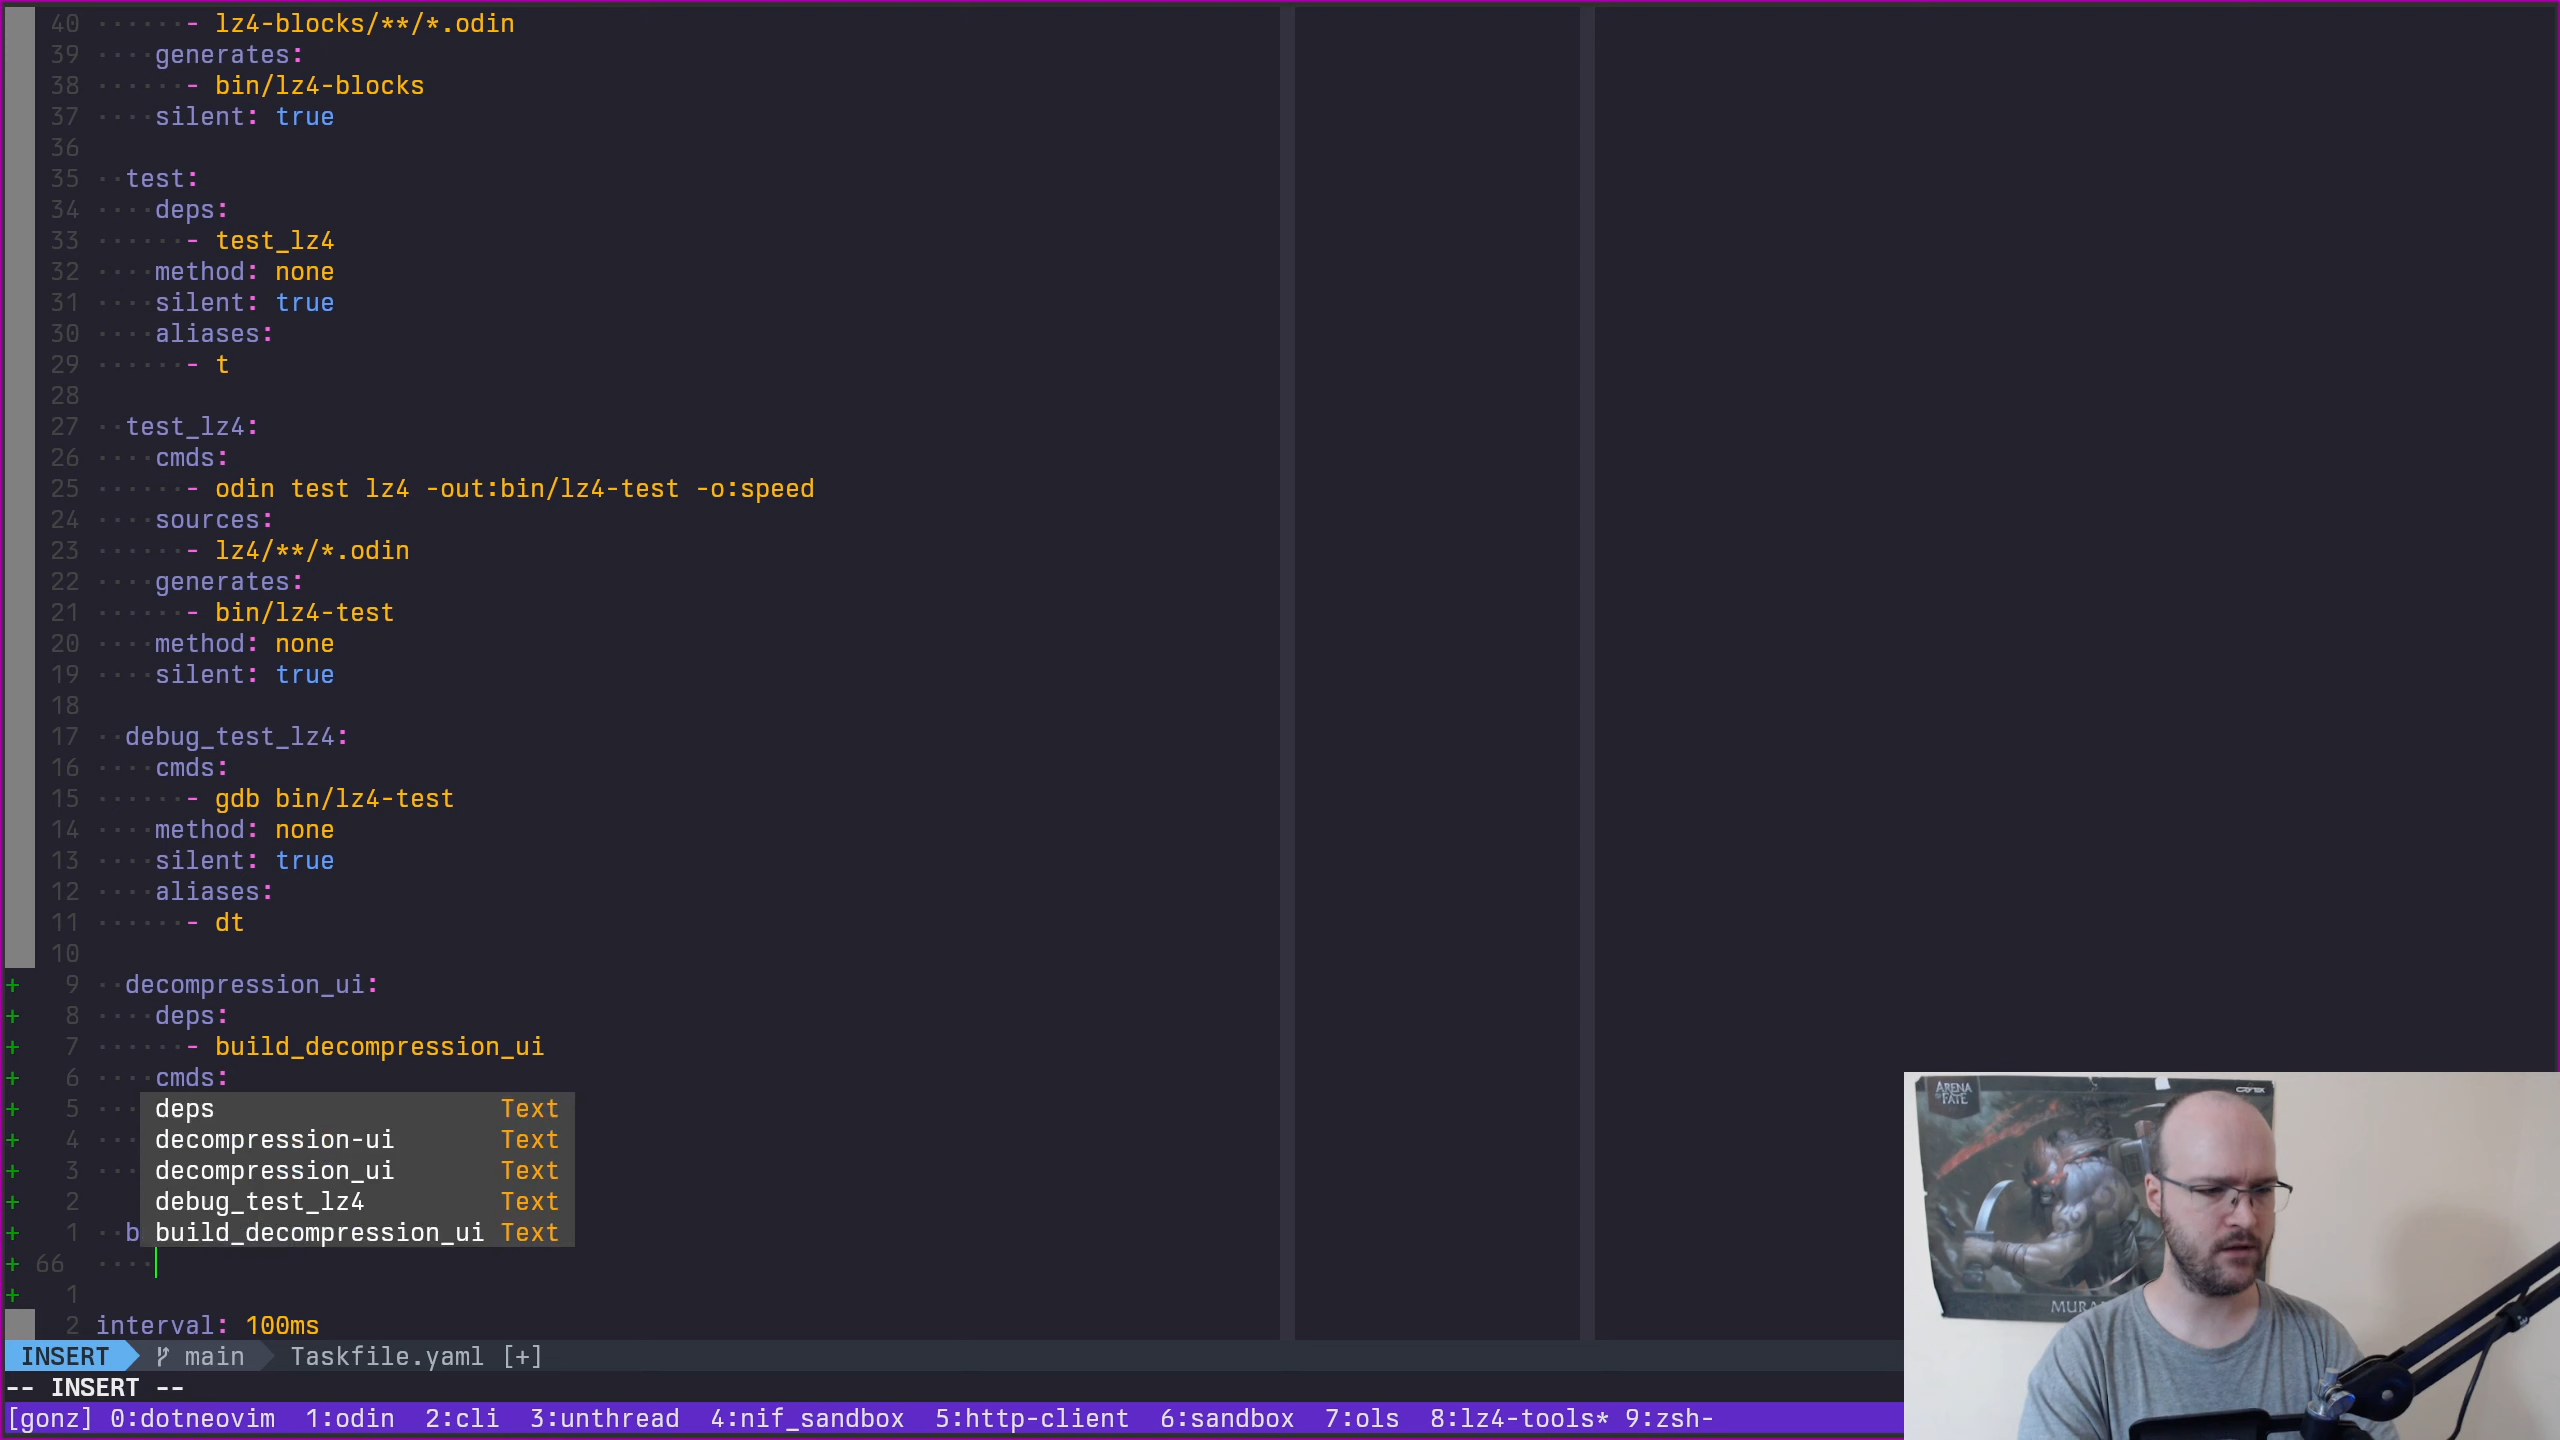 40 ······- lz4-blocks/**/*.odin
39 ····generates:
38 ······- bin/lz4-blocks
37 ····silent: true
36
35 ··test:
34 ····deps:
33 ······- test_lz4
32 ····method: none
31 ····silent: true
30 ····aliases:
29 ······- t
28
27 ··test_lz4:
26 ····cmds:
25 ······- odin test lz4 -out:bin/lz4-test -o:speed
24 ····sources:
23 ······- lz4/**/*.odin
22 ····generates:
21 ······- bin/lz4-test
20 ····method: none
19 ····silent: true
18
17 ··debug_test_lz4:
16 ····cmds:
15 ······- gdb bin/lz4-test
14 ····method: none
13 ····silent: true
12 ····aliases:
11 ······- dt
10
+ 9 ··decompression_ui:
+ 8 ····deps:
+ 7 ······- build_decompression_ui
+ 6 ····cmds:
+ 5 ··· deps Text
+ 4 ··· decompression-ui Text
+ 3 ··· decompression_ui Text
+ 2 debug_test_lz4 Text
+ 1 ··b build_decompression_ui Text
+ 66 ····
+ 1
2 interval: 100ms
INSERT main Taskfile.yaml [+]
-- INSERT --
[gonz] 0:dotneovim 1:odin 2:cli 3:unthread 4:nif_sandbox 5:http-client 6:sandbox 7:ols 8:lz4-tools* 9:zsh-
ARENA
OF FATE
CRYTEK